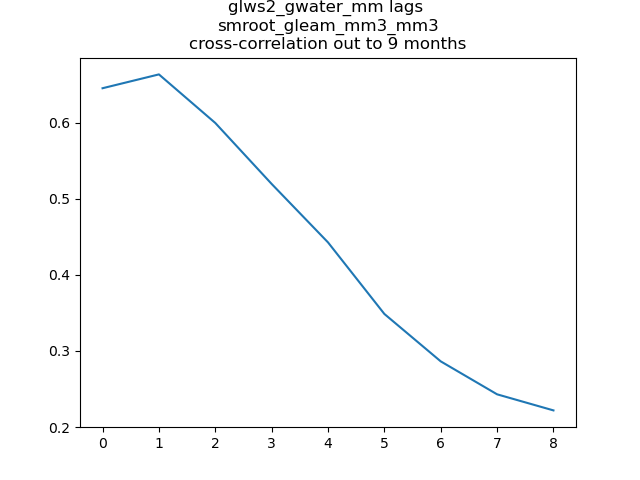 glws2_gwater_mm lags
smroot_gleam_mm3_mm3
cross-correlation out to 9 months
0.6
0.5
0.4
0.3
0.2
0 1 2 3 4 5 6 7 8